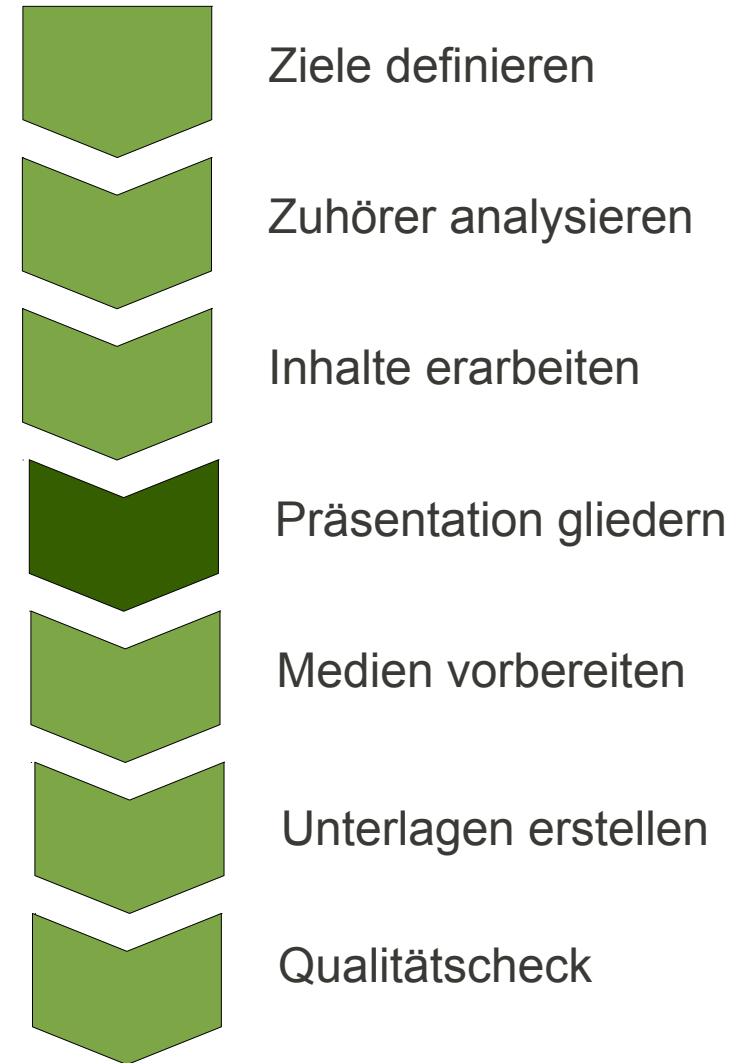 Ziele definieren
Zuhörer analysieren
Inhalte erarbeiten
Präsentation gliedern
Medien vorbereiten
Unterlagen erstellen
Qualitätscheck